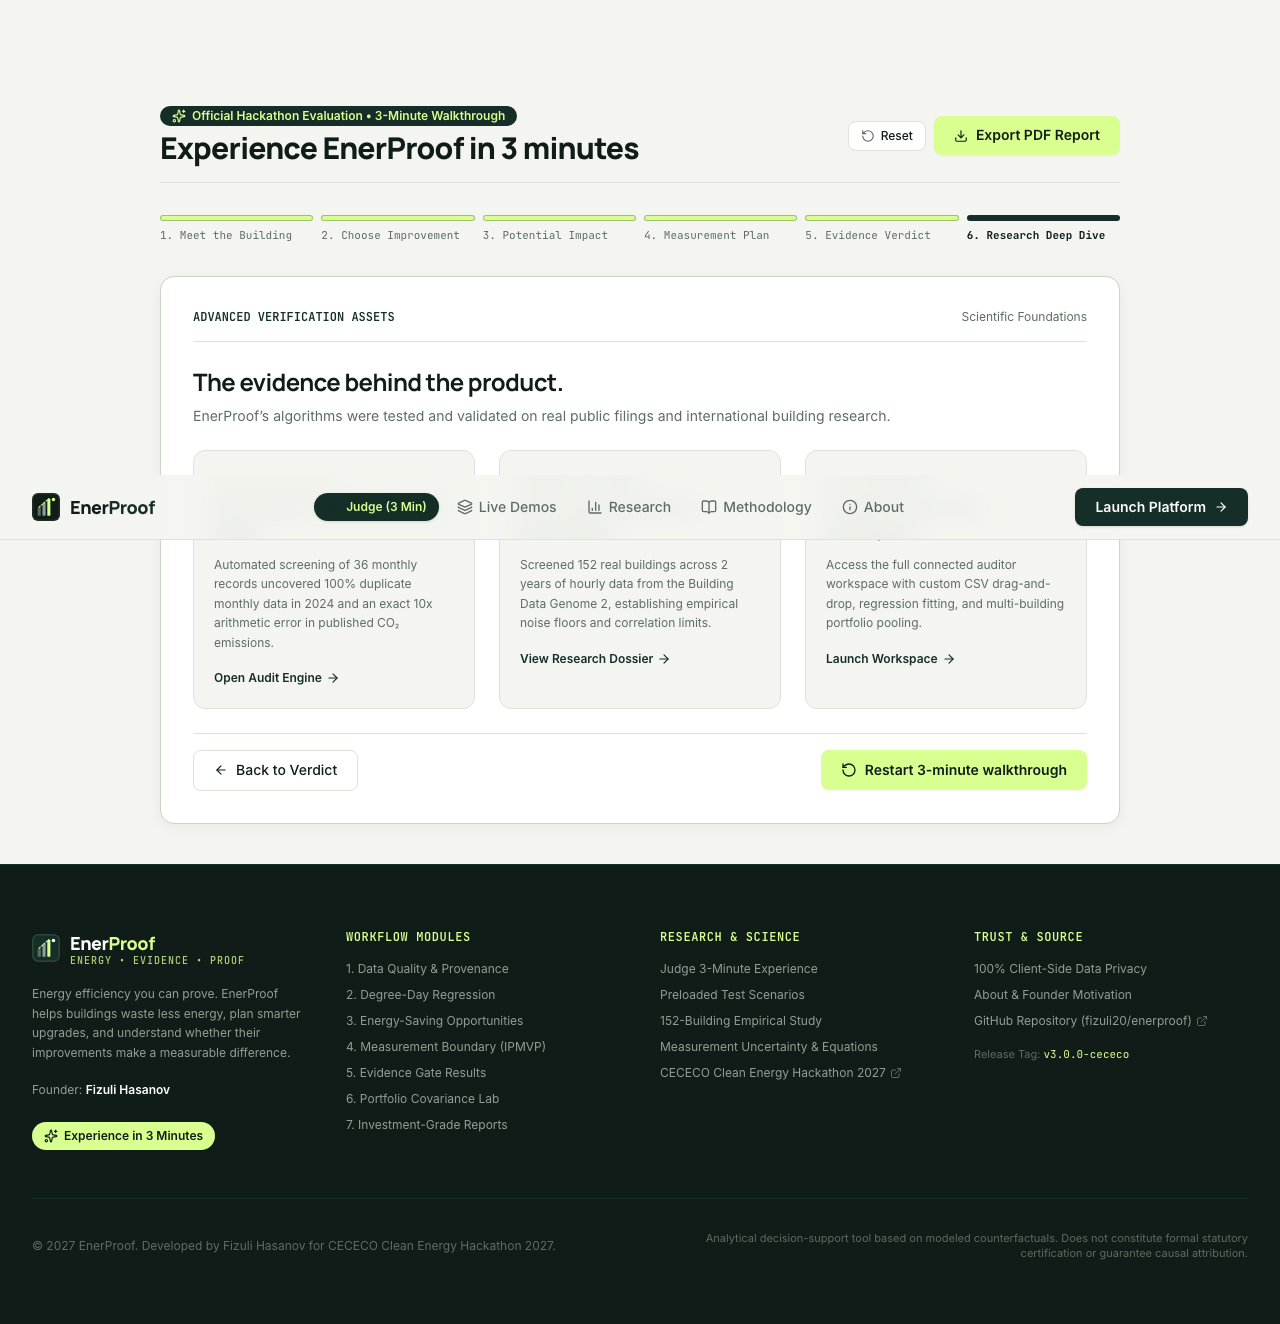 Official Hackathon Evaluation • 3-Minute Walkthrough
Experience EnerProof in 3 minutes
Reset
Export PDF Report
1. Meet the Building
2. Choose Improvement
3. Potential Impact
4. Measurement Plan
5. Evidence Verdict
6. Research Deep Dive
ADVANCED VERIFICATION ASSETS
Scientific Foundations
The evidence behind the product.
EnerProof’s algorithms were tested and validated on real public filings and international building research.
EnerProof
Judge (3 Min)
Live Demos
Research
Methodology
About
Launch Platform
Automated screening of 36 monthly
records uncovered 100% duplicate
monthly data in 2024 and an exact 10x
arithmetic error in published CO₂
emissions.
Open Audit Engine
Screened 152 real buildings across 2
years of hourly data from the Building
Data Genome 2, establishing empirical
noise floors and correlation limits.
View Research Dossier
Access the full connected auditor
workspace with custom CSV drag-and-
drop, regression fitting, and multi-building
portfolio pooling.
Launch Workspace
Back to Verdict
Restart 3-minute walkthrough
EnerProof
ENERGY • EVIDENCE • PROOF
Energy efficiency you can prove. EnerProof
helps buildings waste less energy, plan smarter
upgrades, and understand whether their
improvements make a measurable difference.
Founder: Fizuli Hasanov
Experience in 3 Minutes
WORKFLOW MODULES
1. Data Quality & Provenance
2. Degree-Day Regression
3. Energy-Saving Opportunities
4. Measurement Boundary (IPMVP)
5. Evidence Gate Results
6. Portfolio Covariance Lab
7. Investment-Grade Reports
RESEARCH & SCIENCE
Judge 3-Minute Experience
Preloaded Test Scenarios
152-Building Empirical Study
Measurement Uncertainty & Equations
CECECO Clean Energy Hackathon 2027
TRUST & SOURCE
100% Client-Side Data Privacy
About & Founder Motivation
GitHub Repository (fizuli20/enerproof)
Release Tag: v3.0.0-cececo
© 2027 EnerProof. Developed by Fizuli Hasanov for CECECO Clean Energy Hackathon 2027.
Analytical decision-support tool based on modeled counterfactuals. Does not constitute formal statutory
certification or guarantee causal attribution.